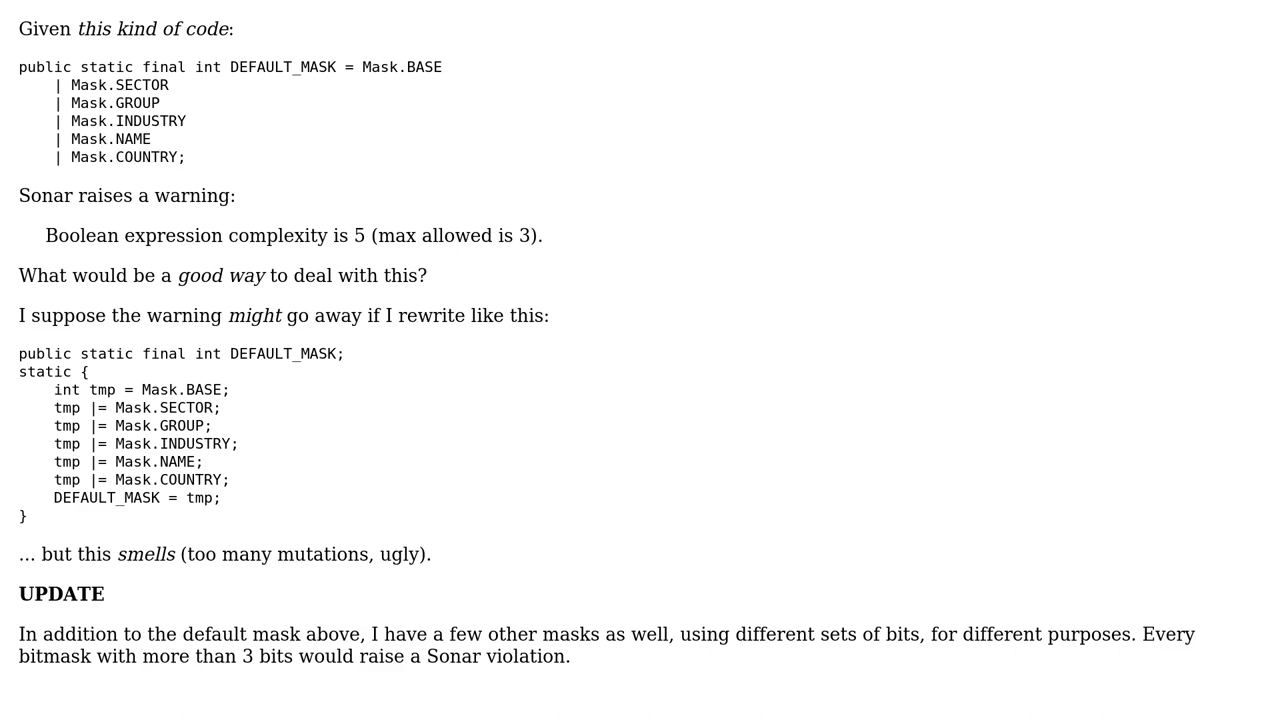 Given this kind of code:
public static final int DEFAULT_MASK = Mask.BASE
    | Mask.SECTOR
    | Mask.GROUP
    | Mask.INDUSTRY
    | Mask.NAME
    | Mask.COUNTRY;
Sonar raises a warning:
Boolean expression complexity is 5 (max allowed is 3).
What would be a good way to deal with this?
I suppose the warning might go away if I rewrite like this:
public static final int DEFAULT_MASK;
static {
    int tmp = Mask.BASE;
    tmp |= Mask.SECTOR;
    tmp |= Mask.GROUP;
    tmp |= Mask.INDUSTRY;
    tmp |= Mask.NAME;
    tmp |= Mask.COUNTRY;
    DEFAULT_MASK = tmp;
}
... but this smells (too many mutations, ugly).
UPDATE
In addition to the default mask above, I have a few other masks as well, using different sets of bits, for different purposes. Every
bitmask with more than 3 bits would raise a Sonar violation.